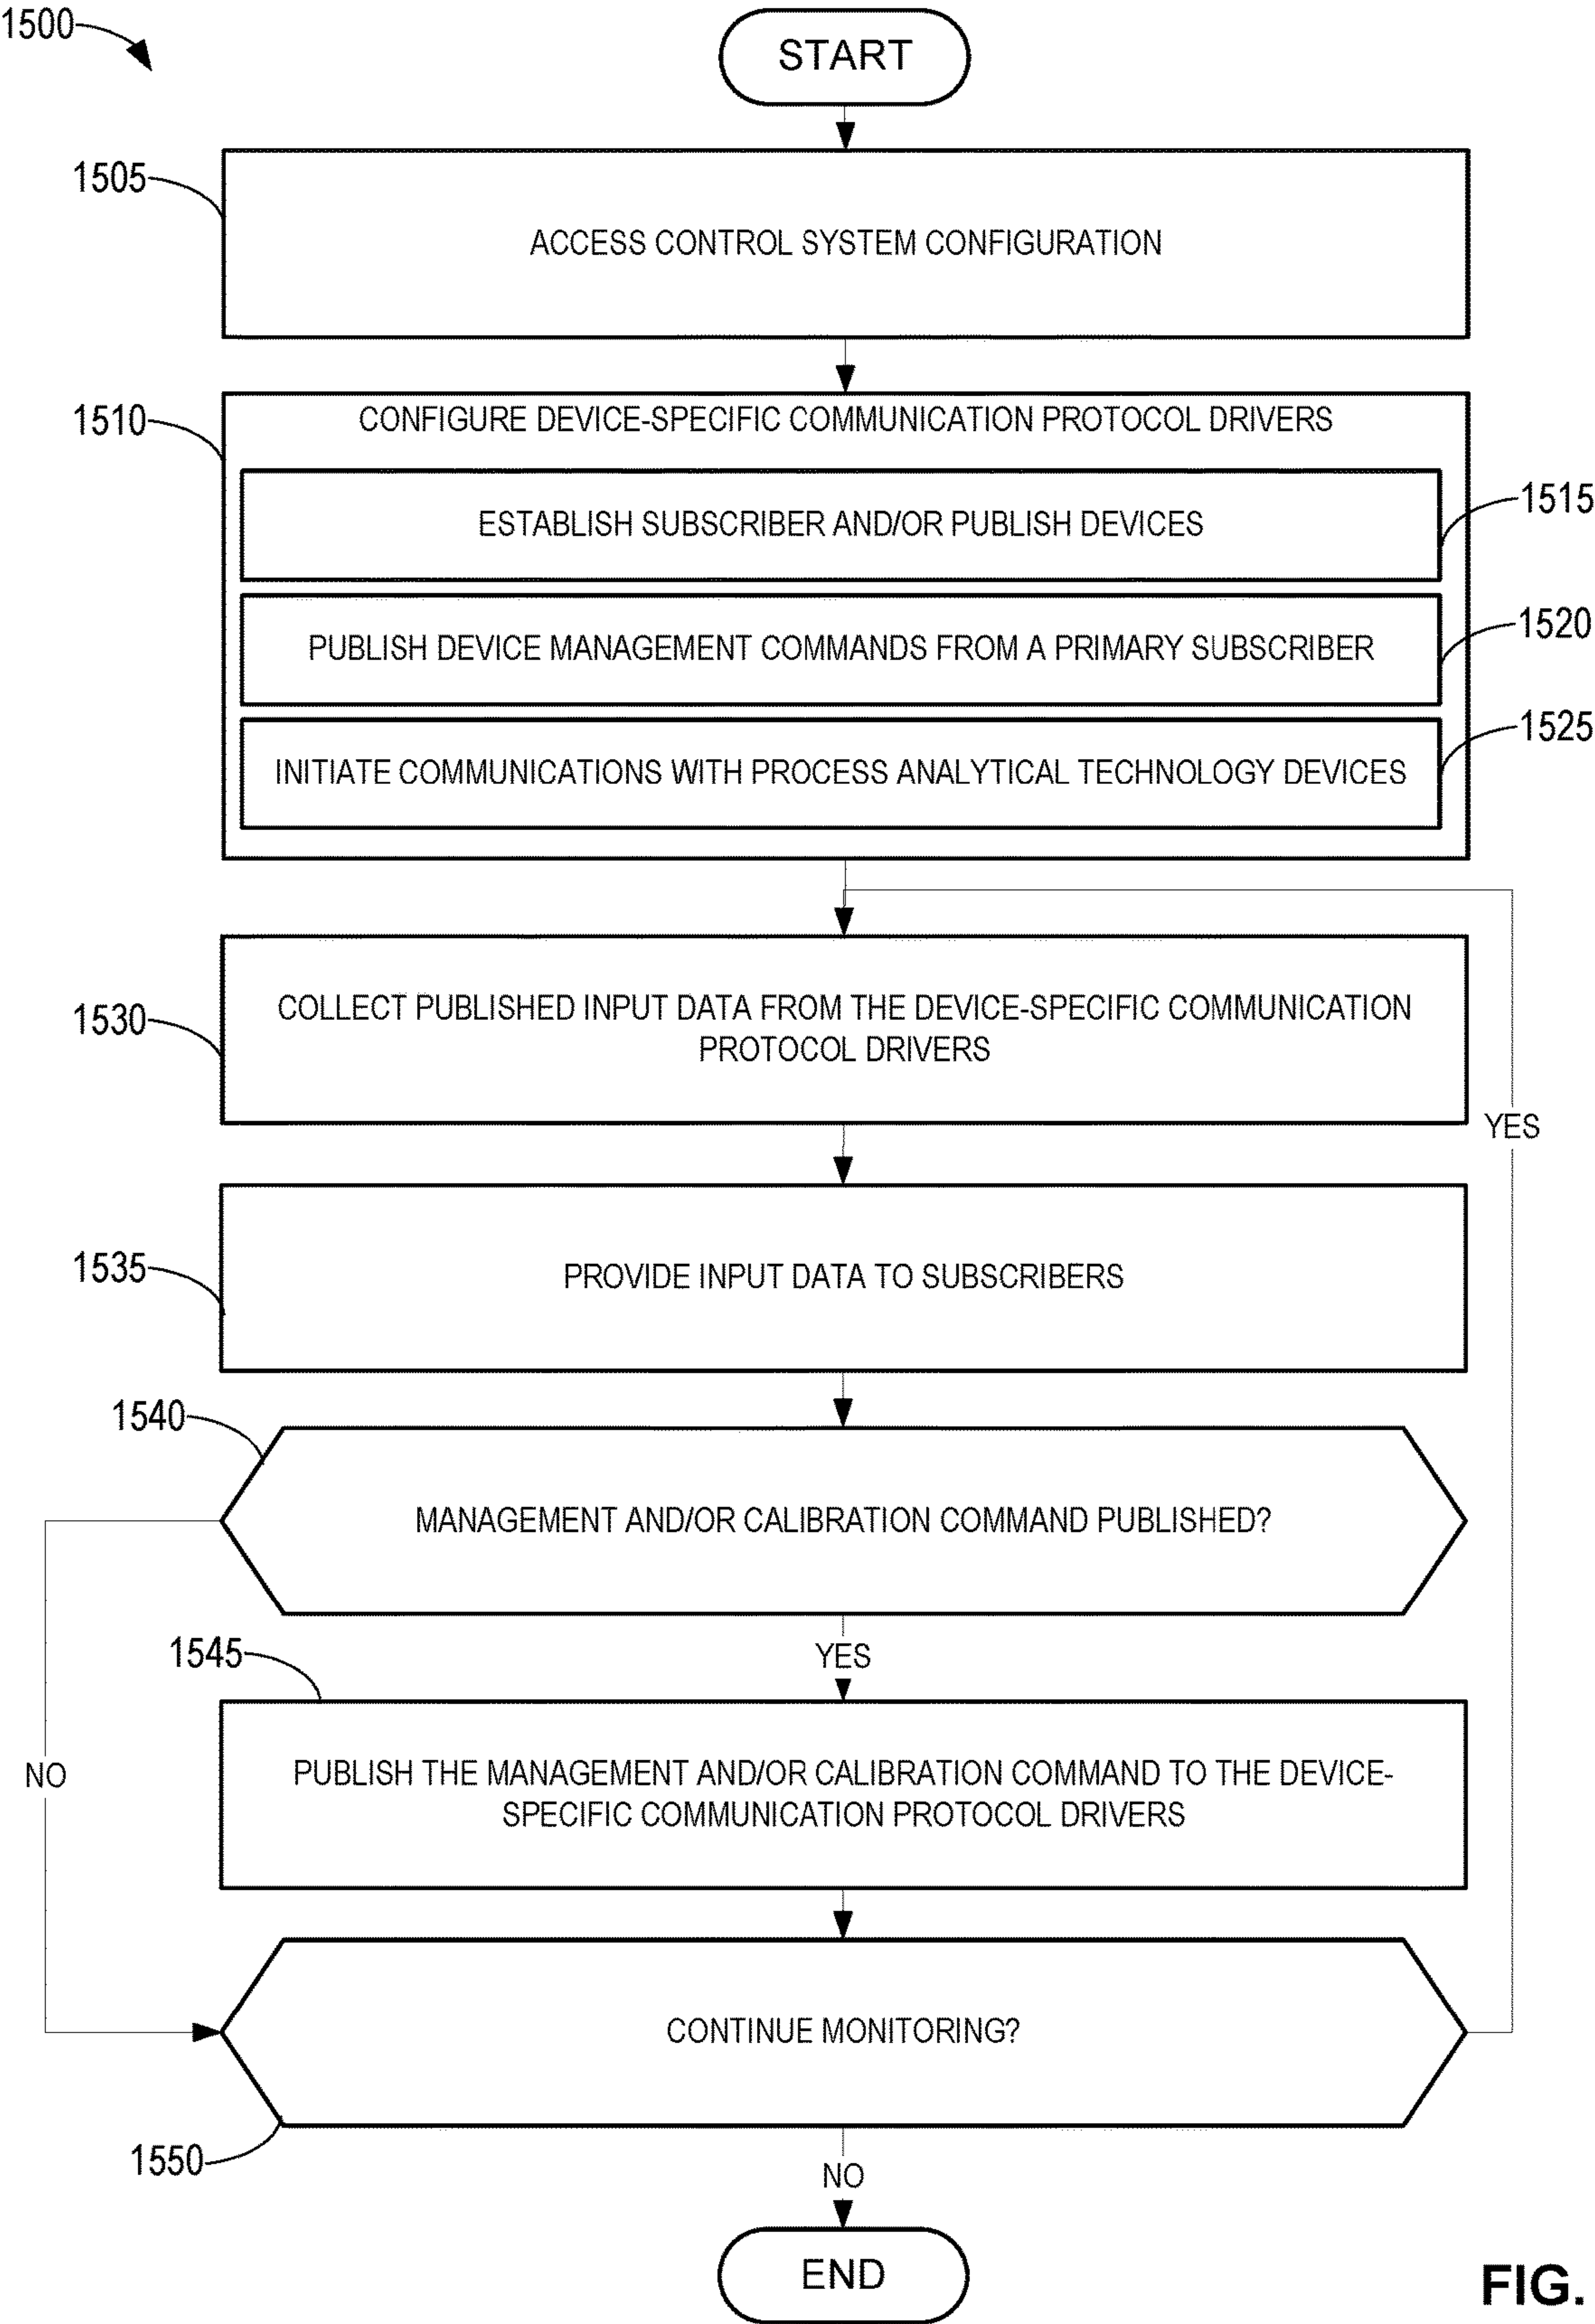 1500
START
1505
ACCESS CONTROL SYSTEM CONFIGURATION
1510
CONFIGURE DEVICE-SPECIFIC COMMUNICATION PROTOCOL DRIVERS
ESTABLISH SUBSCRIBER AND/OR PUBLISH DEVICES
1515
PUBLISH DEVICE MANAGEMENT COMMANDS FROM A PRIMARY SUBSCRIBER
1520
INITIATE COMMUNICATIONS WITH PROCESS ANALYTICAL TECHNOLOGY DEVICES
1525
1530
COLLECT PUBLISHED INPUT DATA FROM THE DEVICE-SPECIFIC COMMUNICATION
PROTOCOL DRIVERS
YES
1535
PROVIDE INPUT DATA TO SUBSCRIBERS
1540
MANAGEMENT AND/OR CALIBRATION COMMAND PUBLISHED?
YES
1545
NO
PUBLISH THE MANAGEMENT AND/OR CALIBRATION COMMAND TO THE DEVICE-
SPECIFIC COMMUNICATION PROTOCOL DRIVERS
CONTINUE MONITORING?
1550
NO
END
FIG.